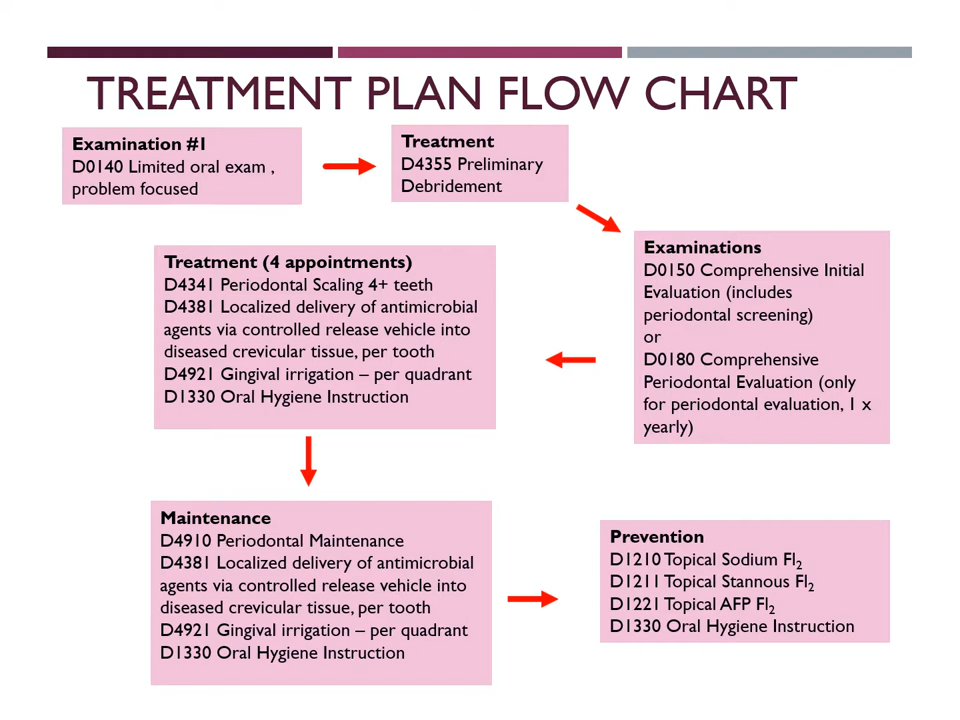 TREATMENT PLAN FLOW CHART
Examination #1
D0140 Limited oral exam ,
problem focused
Treatment
D4355 Preliminary
Debridement
Examinations
D0150 Comprehensive Initial
Evaluation (includes
periodontal screening)
or
D0180 Comprehensive
Periodontal Evaluation (only
for periodontal evaluation, 1 x
yearly)
Treatment (4 appointments)
D4341 Periodontal Scaling 4+ teeth
D4381 Localized delivery of antimicrobial
agents via controlled release vehicle into
diseased crevicular tissue, per tooth
D4921 Gingival irrigation – per quadrant
D1330 Oral Hygiene Instruction
Maintenance
D4910 Periodontal Maintenance
D4381 Localized delivery of antimicrobial
agents via controlled release vehicle into
diseased crevicular tissue, per tooth
D4921 Gingival irrigation – per quadrant
D1330 Oral Hygiene Instruction
Prevention
D1210 Topical Sodium Fl₂
D1211 Topical Stannous Fl₂
D1221 Topical AFP Fl₂
D1330 Oral Hygiene Instruction